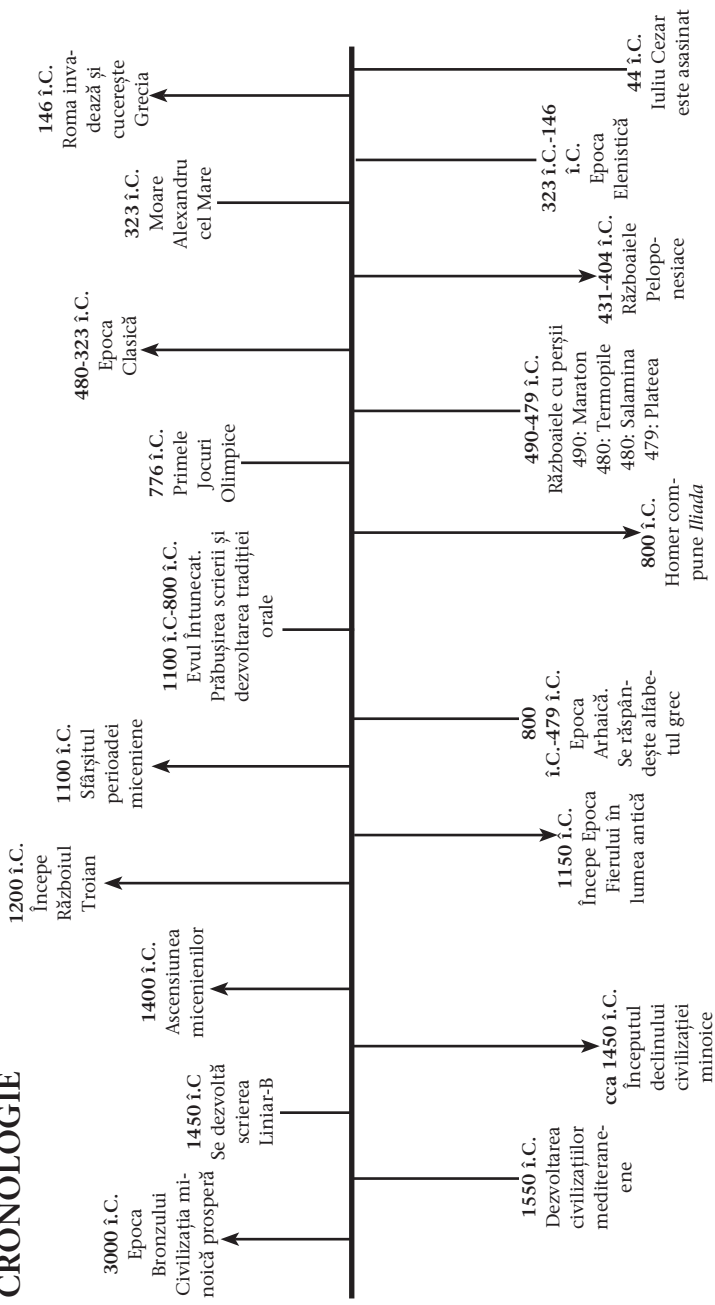 CRONOLOGIE
3000 î.C.
Epoca
Bronzului
Civilizația mi-
noică prosperă
1450 î.C
Se dezvoltă
scrierea
Liniar-B
1400 î.C.
Ascensiunea
micenienilor
1200 î.C.
Începe
Războiul
Troian
1100 î.C.
Sfârșitul
perioadei
miceniene
1100 î.C-800 î.C.
Evul Întunecat.
Prăbușirea scrierii și
dezvoltarea tradiției
orale
776 î.C.
Primele
Jocuri
Olimpice
480-323 î.C.
Epoca
Clasică
323 î.C.
Moare
Alexandru
cel Mare
146 î.C.
Roma inva-
dează și
cucerește
Grecia
1550 î.C.
Dezvoltarea
civilizațiilor
mediterane-
ene
cca 1450 î.C.
Începutul
declinului
civilizației
minoice
1150 î.C.
Începe Epoca
Fierului în
lumea antică
800
î.C.-479 î.C.
Epoca
Arhaică.
Se răspân-
dește alfabe-
tul grec
800 î.C.
Homer com-
pune Iliada
490-479 î.C.
Războaiele cu perșii
490: Maraton
480: Termopile
480: Salamina
479: Plateea
431-404 î.C.
Războaiele
Pelopo-
nesiace
323 î.C.-146
î.C.
Epoca
Elenistică
44 î.C.
Iuliu Cezar
este asasinat